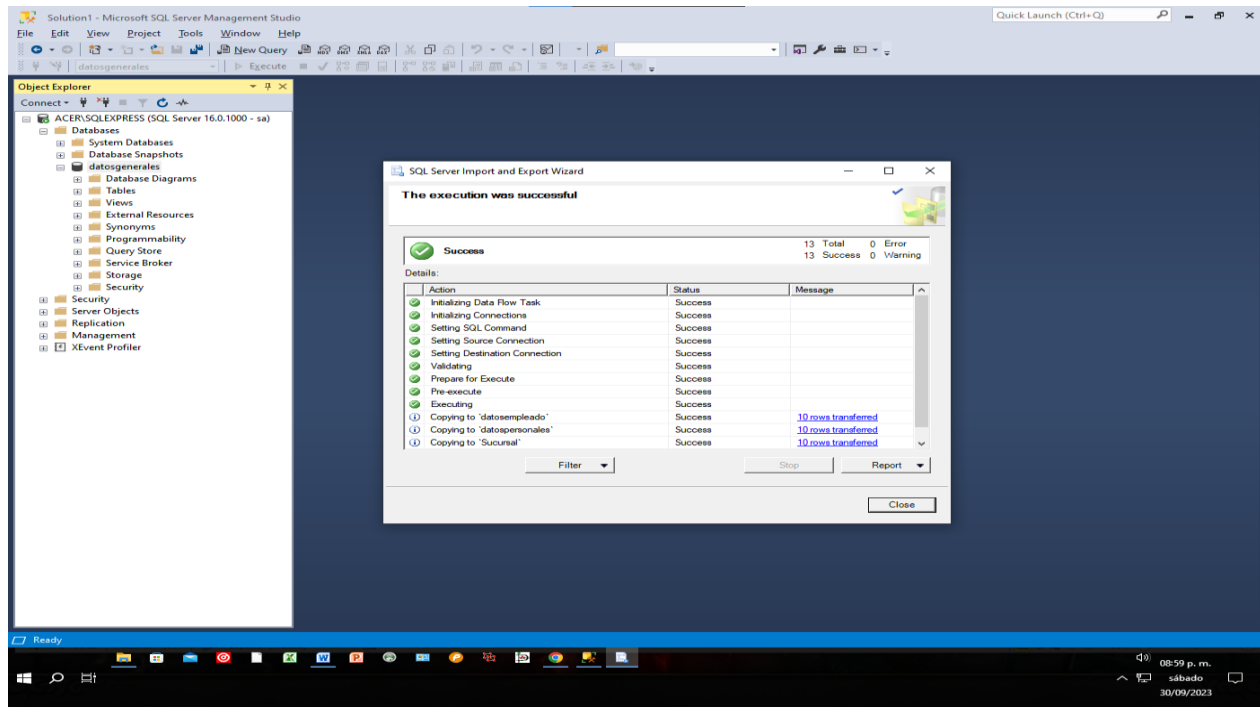 Solution1 - Microsoft SQL Server Management Studio
Quick Launch (Ctrl+Q)
File Edit View Project Tools Window Help
New Query
datosgenerales
Execute
Object Explorer
Connect
ACER\SQLEXPRESS (SQL Server 16.0.1000 - sa)
Databases
System Databases
Database Snapshots
datosgenerales
Database Diagrams
Tables
Views
External Resources
Synonyms
Programmability
Query Store
Service Broker
Storage
Security
Security
Server Objects
Replication
Management
XEvent Profiler
SQL Server Import and Export Wizard
The execution was successful
Success
13 Total 0 Error
13 Success 0 Warning
Details:
Action Status Message
Initializing Data Flow Task Success
Initializing Connections Success
Setting SQL Command Success
Setting Source Connection Success
Setting Destination Connection Success
Validating Success
Prepare for Execute Success
Pre-execute Success
Executing Success
Copying to `datosempleado` Success 10 rows transferred
Copying to `datospersonales` Success 10 rows transferred
Copying to `Sucursal` Success 10 rows transferred
Filter Stop Report
Close
Ready
08:59 p. m.
sábado
30/09/2023